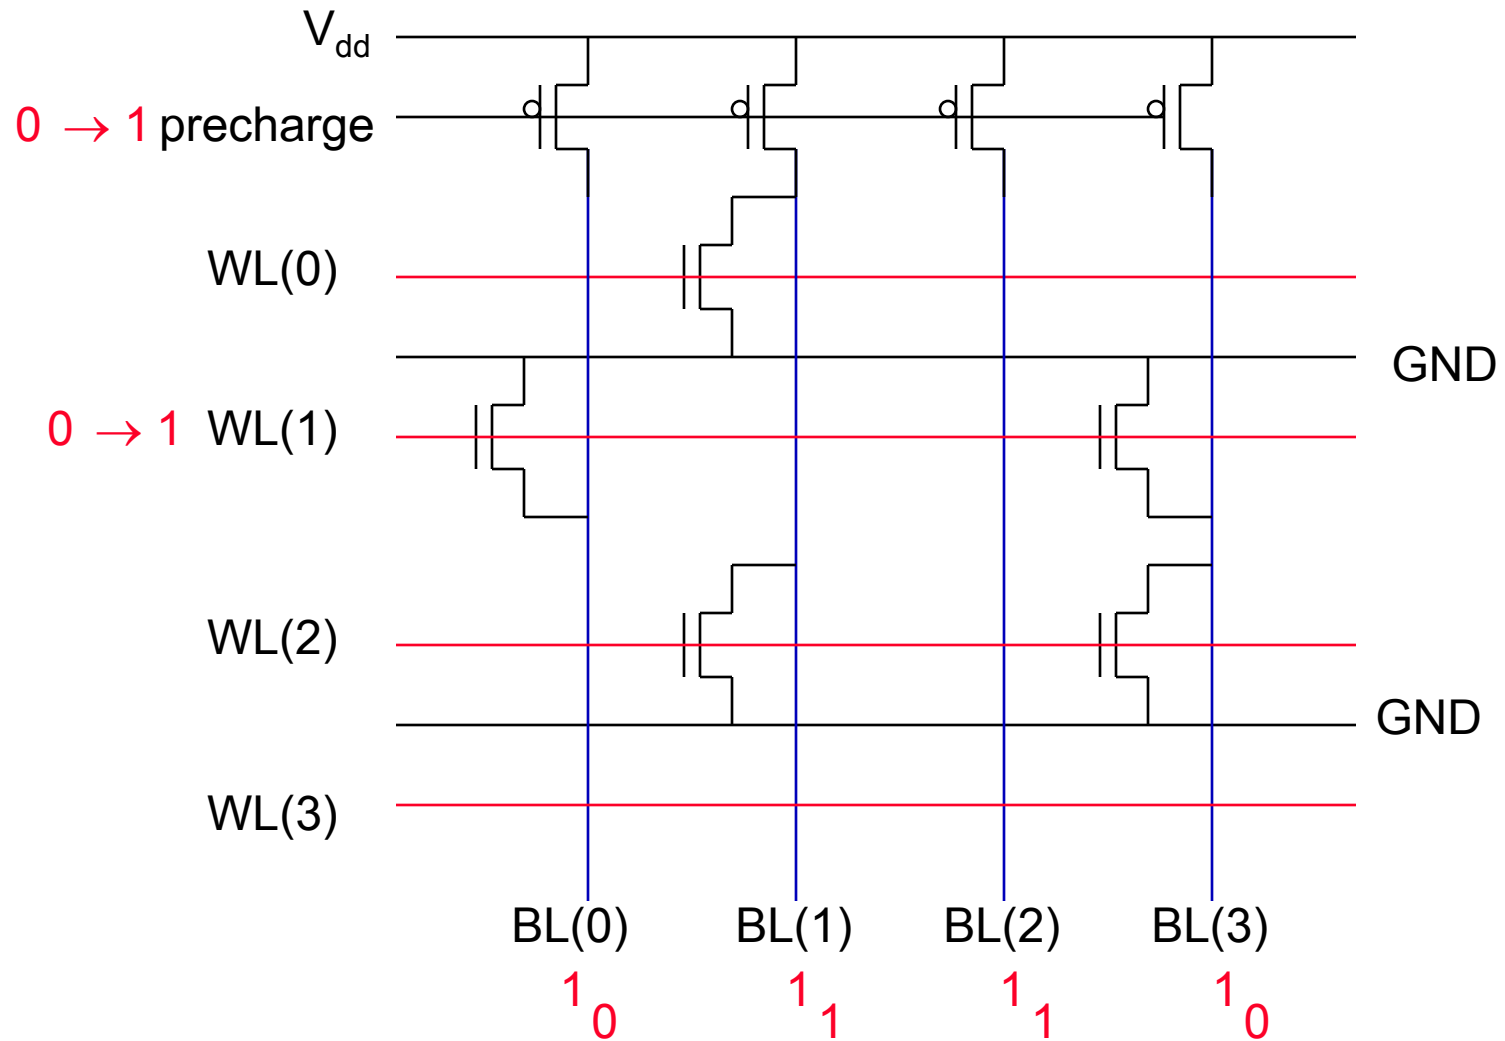 Vdd
0 → 1 precharge
WL(0)
GND
0 → 1 WL(1)
WL(2)
GND
WL(3)
BL(0) BL(1) BL(2) BL(3)
1 1 1 1
0 1 1 0